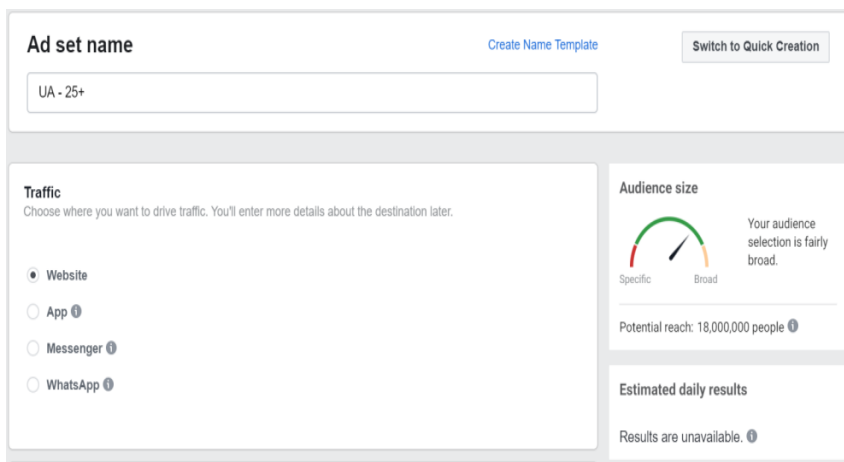 Ad set name
Create Name Template
Switch to Quick Creation
UA - 25+
Traffic
Choose where you want to drive traffic. You'll enter more details about the destination later.
Website
App
Messenger
WhatsApp
Audience size
Your audience
selection is fairly
broad.
Specific
Broad
Potential reach: 18,000,000 people
Estimated daily results
Results are unavailable.